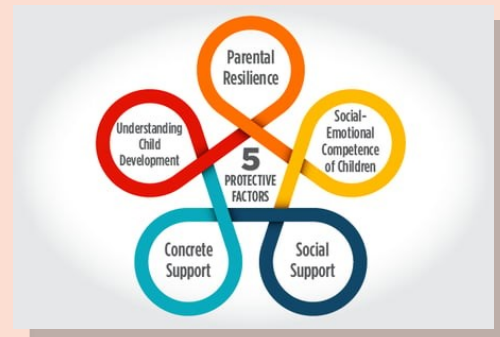 Parental
Resilience
Understanding
Child
Development
Social-
Emotional
Competence
of Children
5
PROTECTIVE
FACTORS
Concrete
Support
Social
Support